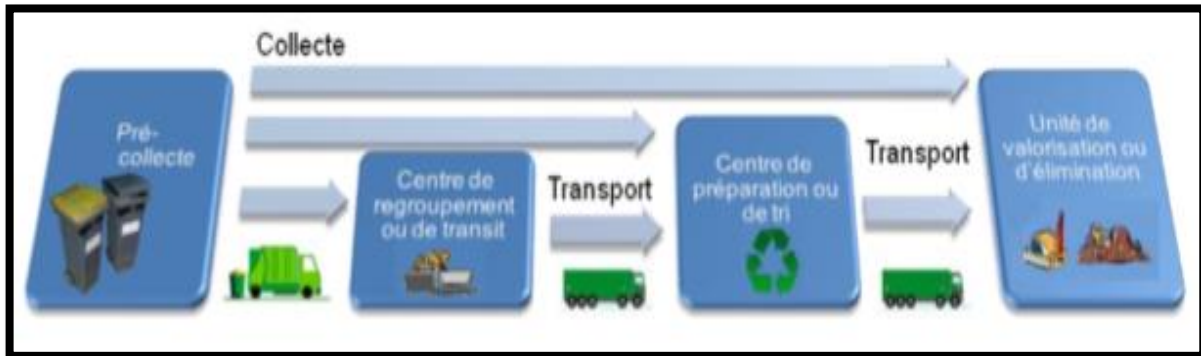 Collecte
Pré-
collecte
Centre de
regroupement
ou de transit
Transport
Centre de
préparation ou
de tri
Transport
Unité de
valorisation ou
d'élimination